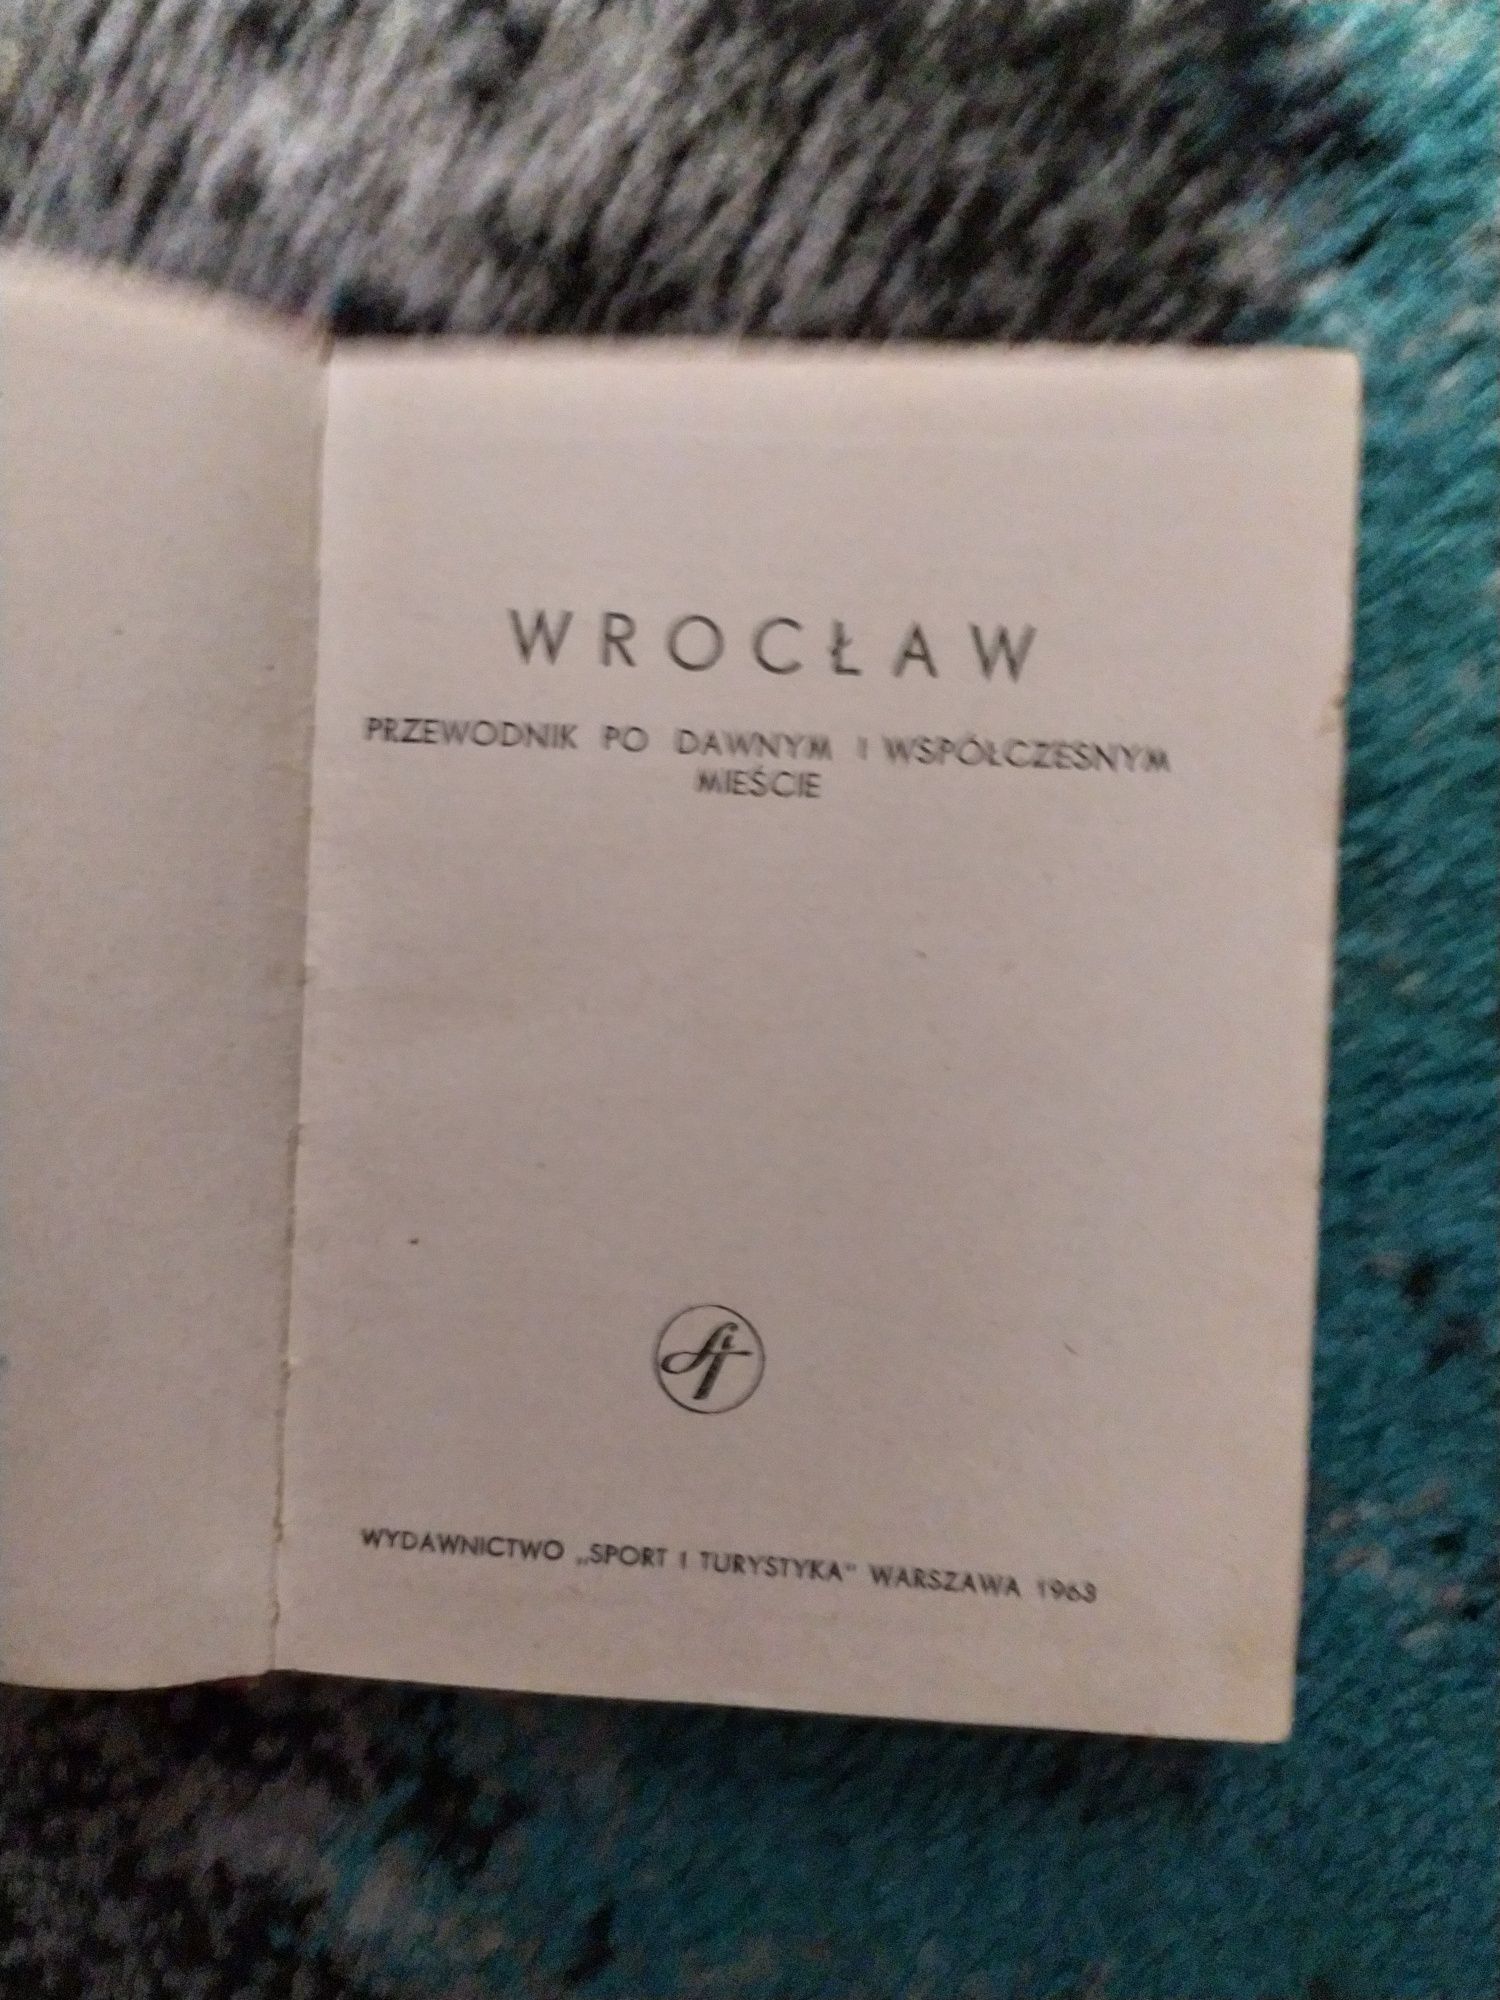 WROCŁAW
PRZEWODNIK PO DAWNYM I WSPÓŁCZESNYM
MIEŚCIE
WYDAWNICTWO „SPORT I TURYSTYKA" WARSZAWA 1963